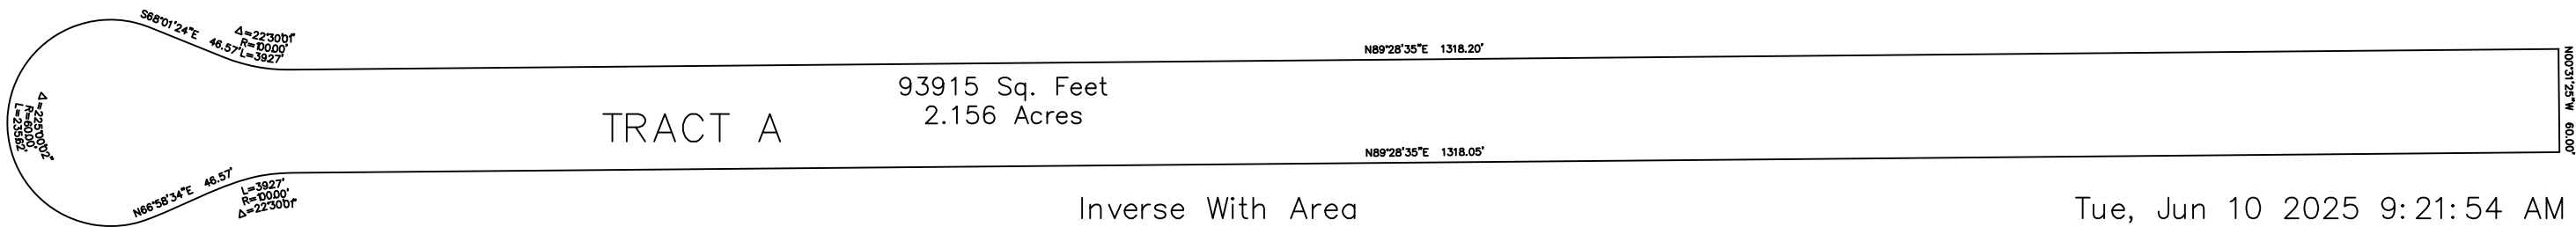 S68°01'24"E 46.57'
Δ=22°30'01"
R=100.00'
L=39.27'
N89°28'35"E 1318.20'
N00°31'25"W 60.00'
93915 Sq. Feet
2.156 Acres
TRACT A
Δ=225°00'02"
R=60.00'
L=235.62'
N89°28'35"E 1318.05'
N66°58'34"E 46.57'
L=39.27'
R=100.00'
Δ=22°30'01"
Inverse With Area
Tue, Jun 10 2025 9:21:54 AM